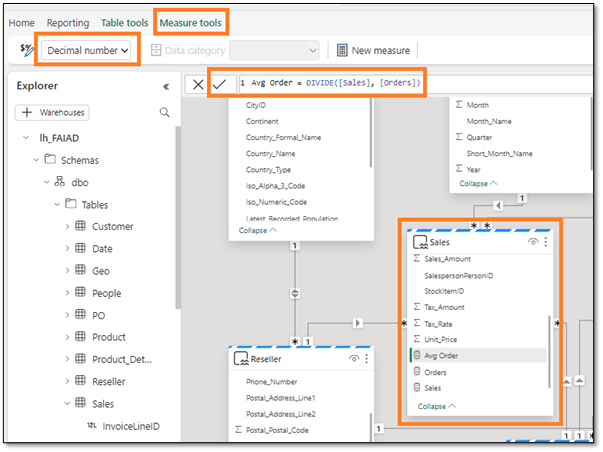 Home Reporting Table tools Measure tools
Decimal number Data category New measure
Explorer
Warehouses
lh_FAIAD
Schemas
dbo
Tables
Customer
Date
Geo
People
PO
Product
Product_Det...
Reseller
Sales
12L InvoiceLineID
1 Avg Order = DIVIDE([Sales], [Orders])
CityID
Continent
Country_Formal_Name
Country_Name
Country_Type
Iso_Alpha_3_Code
Iso_Numeric_Code
Latest_Recorded_Population
Collapse
1
* 1
Reseller
Phone_Number
Postal_Address_Line1
Postal_Address_Line2
Σ Postal_Postal_Code
Σ Month
Month_Name
Σ Quarter
Short_Month_Name
Σ Year
Collapse
1
* *
Sales
Σ Sales_Amount
SalespersonPersonID
StockItemID
Σ Tax_Amount
* Σ Tax_Rate *
Σ Unit_Price
Avg Order
Orders
Sales
Collapse
1 1 1